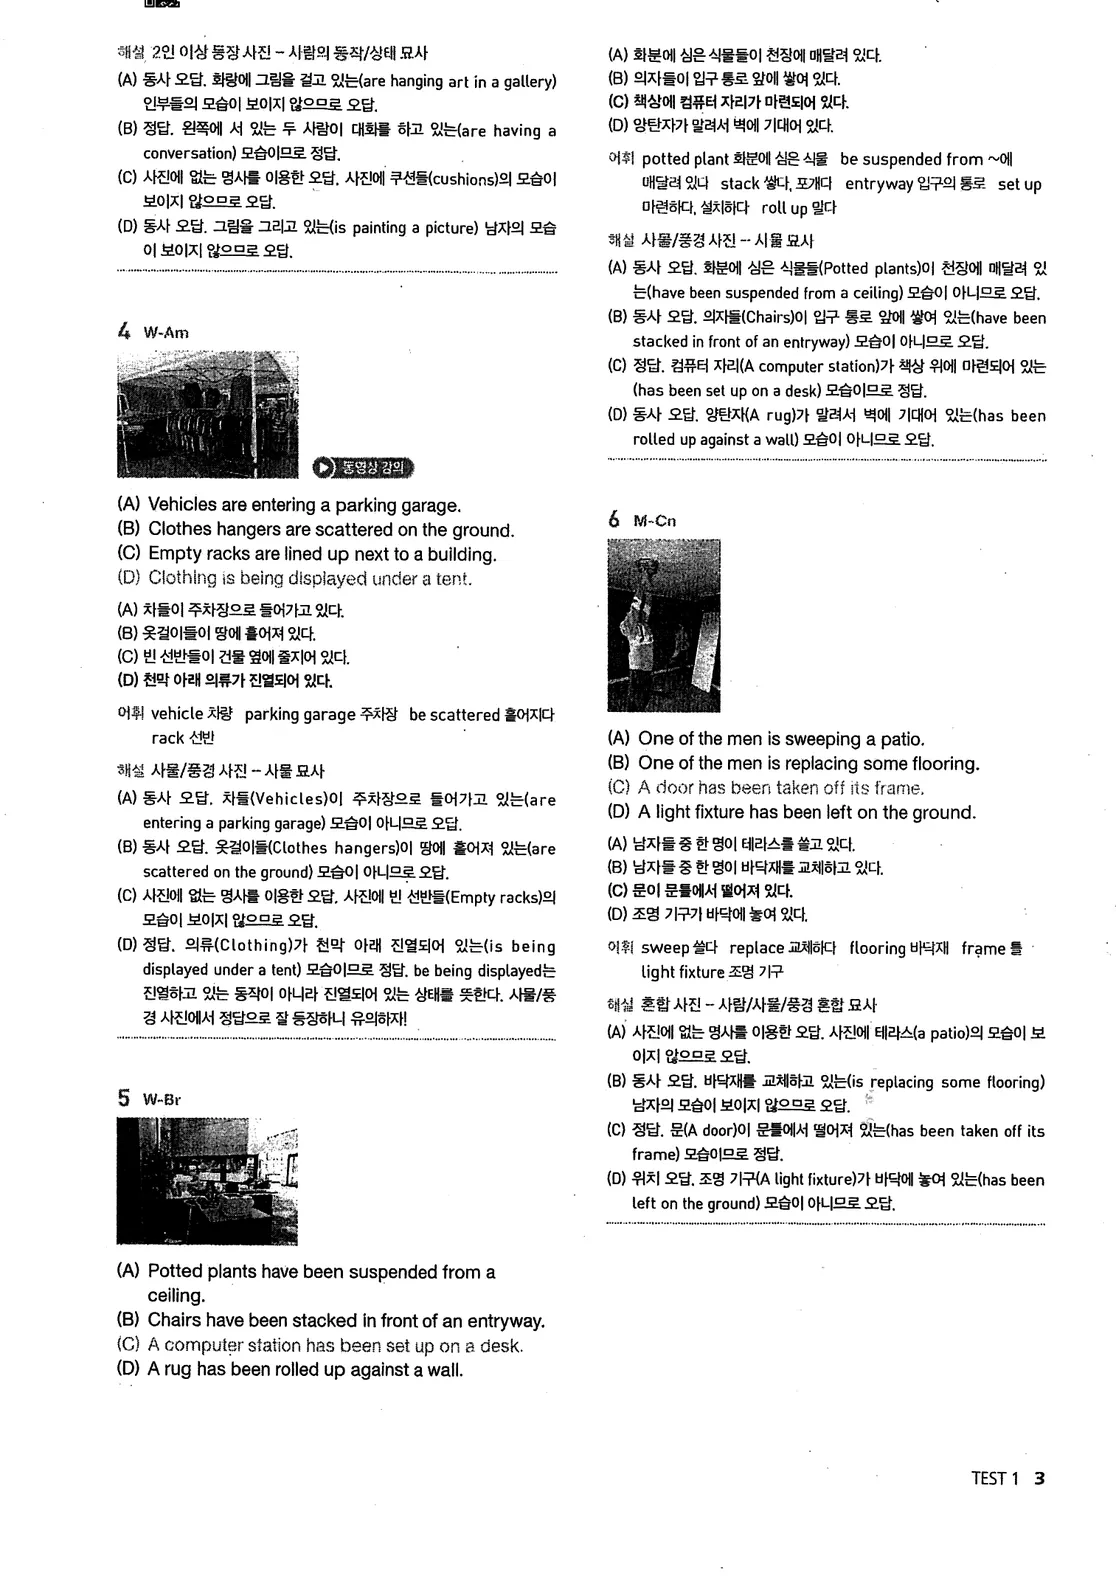 해설 2인 이상 등장 사진 – 사람의 동작/상태 묘사
(A) 동사 오답. 화랑에 그림을 걸고 있는(are hanging art in a gallery)
인부들의 모습이 보이지 않으므로 오답.
(B) 정답. 왼쪽에 서 있는 두 사람이 대화를 하고 있는(are having a
conversation) 모습이므로 정답.
(C) 사진에 없는 명사를 이용한 오답. 사진에 쿠션들(cushions)의 모습이
보이지 않으므로 오답.
(D) 동사 오답. 그림을 그리고 있는(is painting a picture) 남자의 모습
이 보이지 않으므로 오답.
4 W-Am
동영상 강의
(A) Vehicles are entering a parking garage.
(B) Clothes hangers are scattered on the ground.
(C) Empty racks are lined up next to a building.
(D) Clothing is being displayed under a tent.
(A) 차들이 주차장으로 들어가고 있다.
(B) 옷걸이들이 땅에 흩어져 있다.
(C) 빈 선반들이 건물 옆에 줄지어 있다.
(D) 천막 아래 의류가 진열되어 있다.
어휘 vehicle 차량 parking garage 주차장 be scattered 흩어지다
rack 선반
해설 사물/풍경 사진 – 사물 묘사
(A) 동사 오답. 차들(Vehicles)이 주차장으로 들어가고 있는(are
entering a parking garage) 모습이 아니므로 오답.
(B) 동사 오답. 옷걸이들(Clothes hangers)이 땅에 흩어져 있는(are
scattered on the ground) 모습이 아니므로 오답.
(C) 사진에 없는 명사를 이용한 오답. 사진에 빈 선반들(Empty racks)의
모습이 보이지 않으므로 오답.
(D) 정답. 의류(Clothing)가 천막 아래 진열되어 있는(is being
displayed under a tent) 모습이므로 정답. be being displayed는
진열하고 있는 동작이 아니라 진열되어 있는 상태를 뜻한다. 사물/풍
경 사진에서 정답으로 잘 등장하니 유의하자!
5 W-Br
(A) Potted plants have been suspended from a
ceiling.
(B) Chairs have been stacked in front of an entryway.
(C) A computer station has been set up on a desk.
(D) A rug has been rolled up against a wall.
(A) 화분에 심은 식물들이 천장에 매달려 있다.
(B) 의자들이 입구 통로 앞에 쌓여 있다.
(C) 책상에 컴퓨터 자리가 마련되어 있다.
(D) 양탄자가 말려서 벽에 기대어 있다.
어휘 potted plant 화분에 심은 식물 be suspended from ~에
매달려 있다 stack 쌓다, 포개다 entryway 입구의 통로 set up
마련하다, 설치하다 roll up 말다
해설 사물/풍경 사진 – 사물 묘사
(A) 동사 오답. 화분에 심은 식물들(Potted plants)이 천장에 매달려 있
는(have been suspended from a ceiling) 모습이 아니므로 오답.
(B) 동사 오답. 의자들(Chairs)이 입구 통로 앞에 쌓여 있는(have been
stacked in front of an entryway) 모습이 아니므로 오답.
(C) 정답. 컴퓨터 자리(A computer station)가 책상 위에 마련되어 있는
(has been set up on a desk) 모습이므로 정답.
(D) 동사 오답. 양탄자(A rug)가 말려서 벽에 기대어 있는(has been
rolled up against a wall) 모습이 아니므로 오답.
6 M-Cn
(A) One of the men is sweeping a patio.
(B) One of the men is replacing some flooring.
(C) A door has been taken off its frame.
(D) A light fixture has been left on the ground.
(A) 남자들 중 한 명이 테라스를 쓸고 있다.
(B) 남자들 중 한 명이 바닥재를 교체하고 있다.
(C) 문이 문틀에서 떨어져 있다.
(D) 조명 기구가 바닥에 놓여 있다.
어휘 sweep 쓸다 replace 교체하다 flooring 바닥재 frame 틀
light fixture 조명 기구
해설 혼합 사진 – 사람/사물/풍경 혼합 묘사
(A) 사진에 없는 명사를 이용한 오답. 사진에 테라스(a patio)의 모습이 보
이지 않으므로 오답.
(B) 동사 오답. 바닥재를 교체하고 있는(is replacing some flooring)
남자의 모습이 보이지 않으므로 오답.
(C) 정답. 문(A door)이 문틀에서 떨어져 있는(has been taken off its
frame) 모습이므로 정답.
(D) 위치 오답. 조명 기구(A light fixture)가 바닥에 놓여 있는(has been
left on the ground) 모습이 아니므로 오답.
TEST 1 3